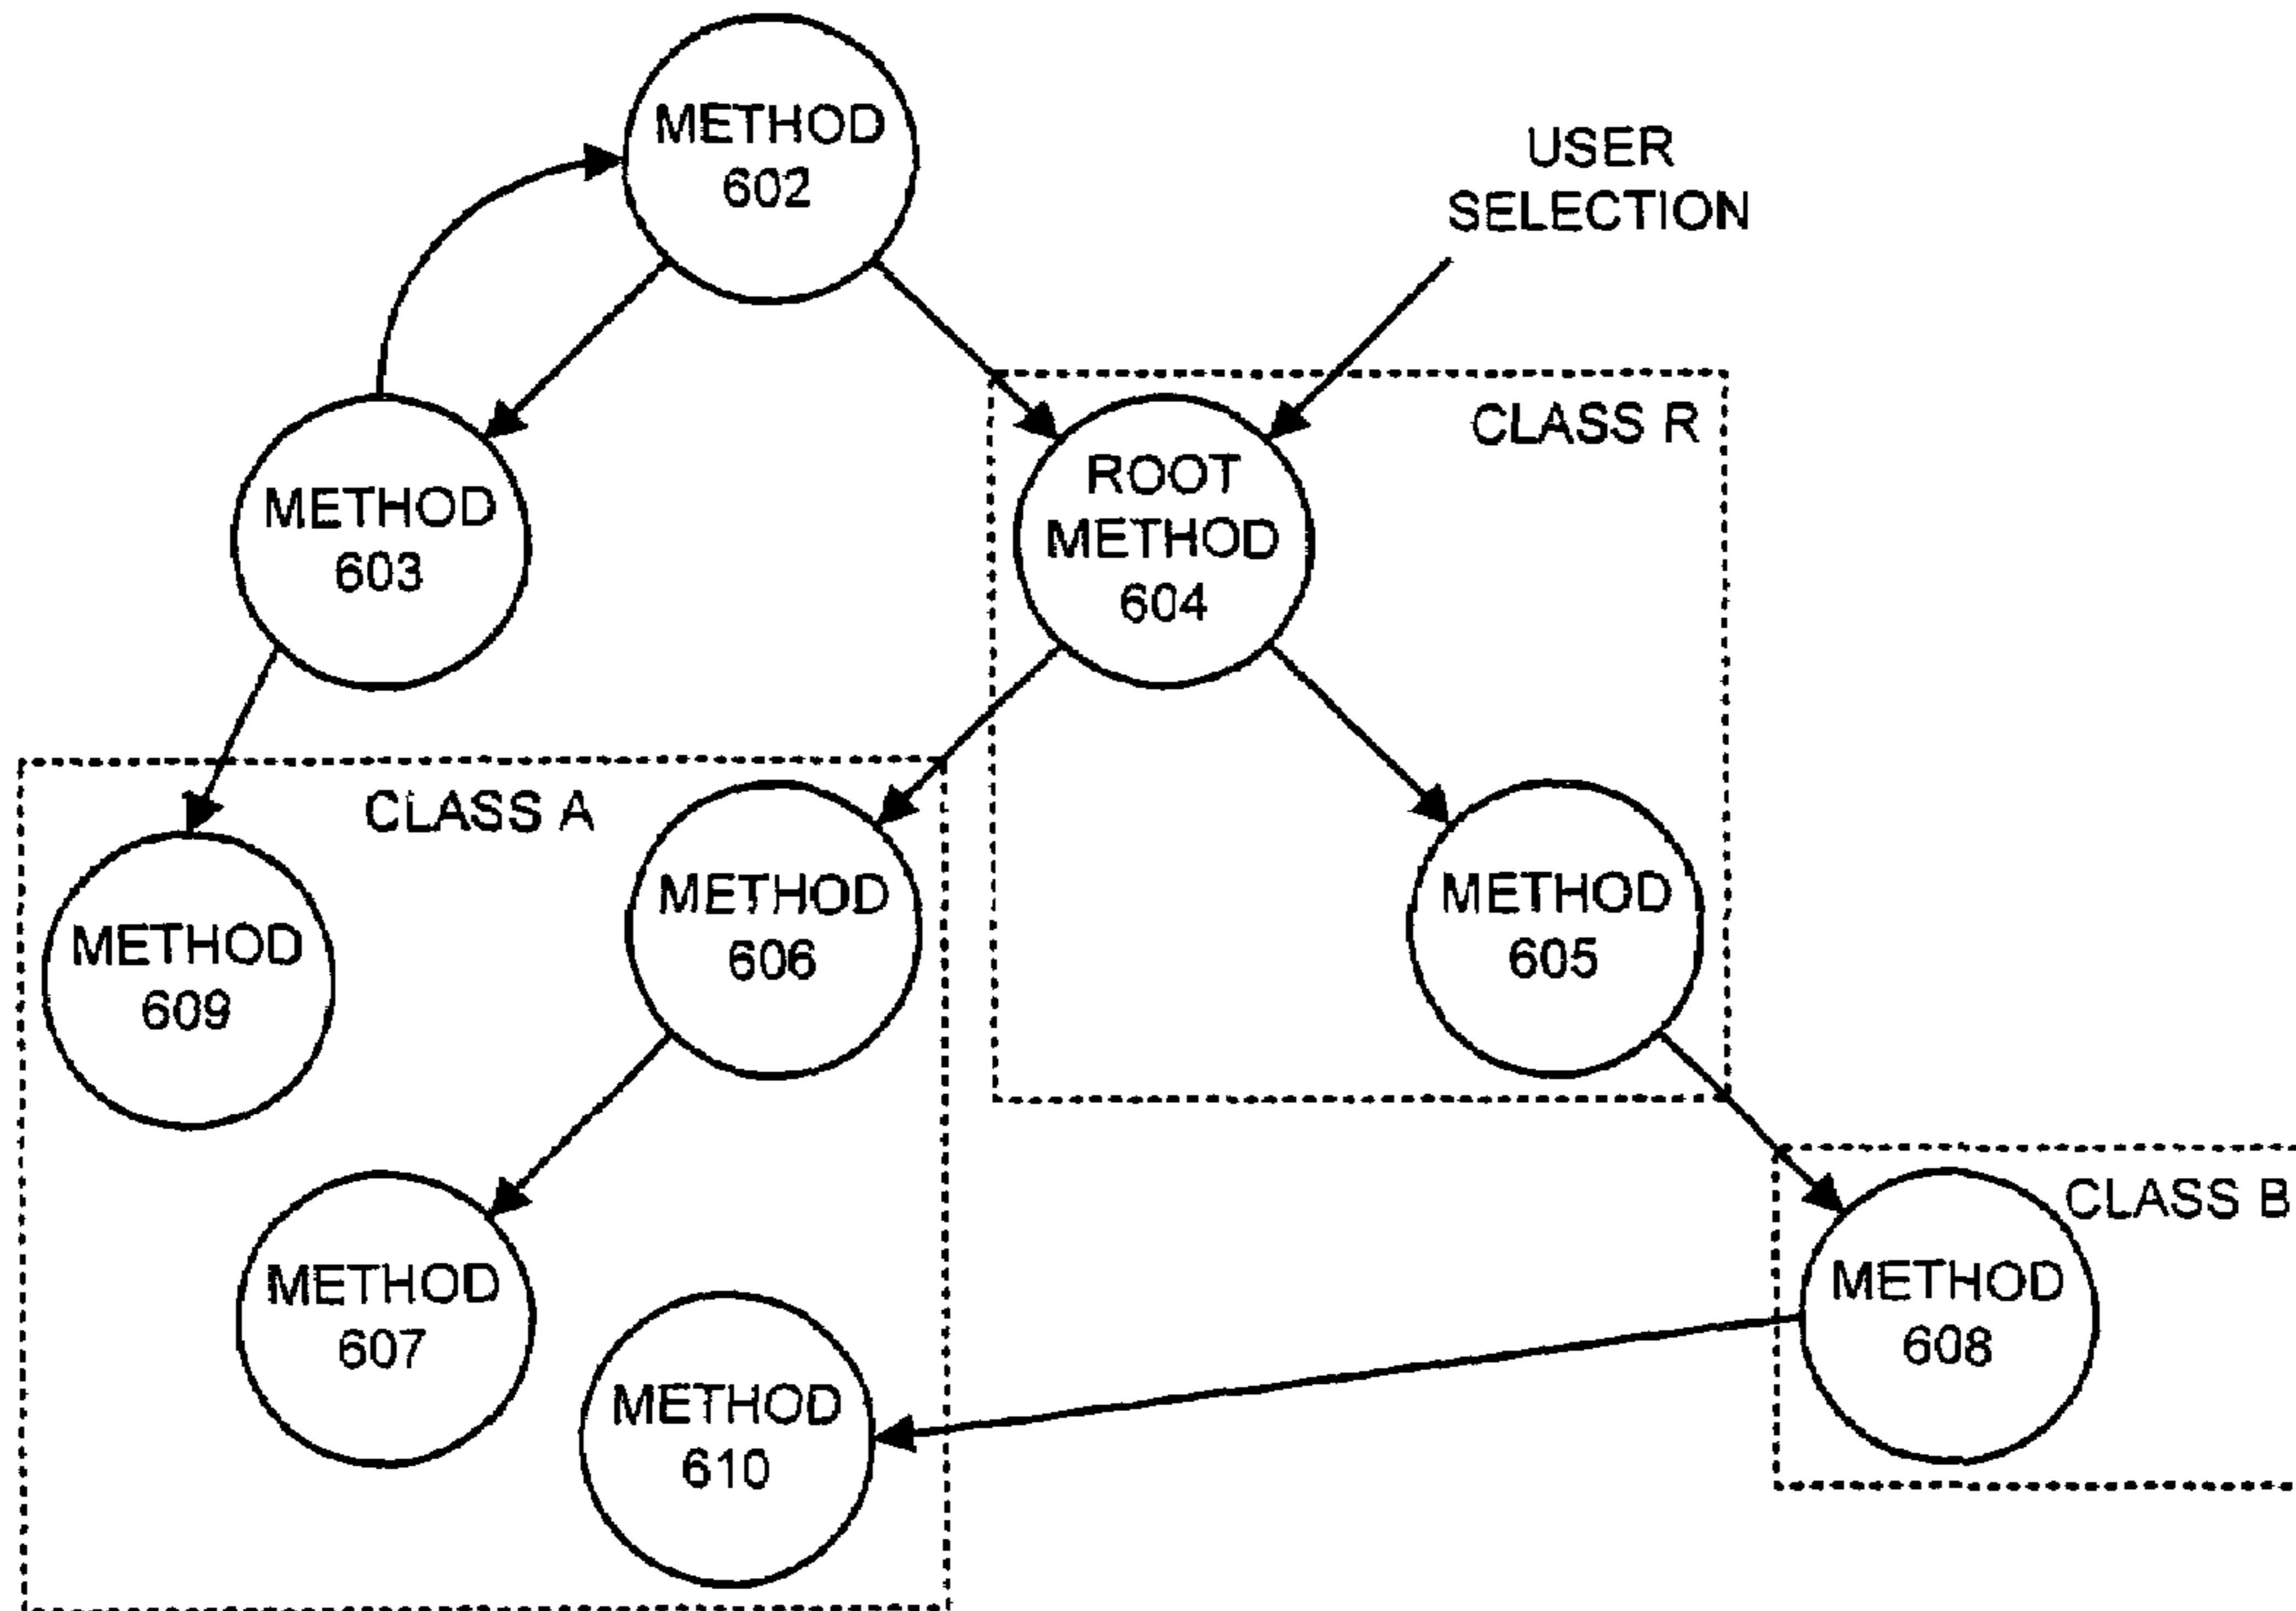 METHOD
602
USER
SELECTION
CLASS R
METHOD
603
ROOT
METHOD
604
CLASS A
METHOD
609
METHOD
606
METHOD
605
CLASS B
METHOD
607
METHOD
610
METHOD
608